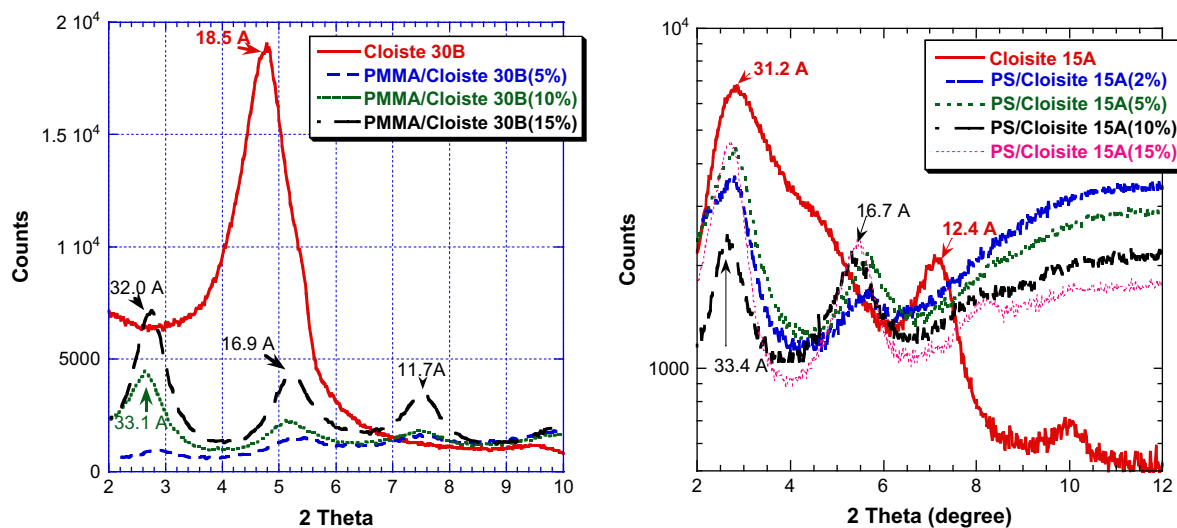 2 10⁴
1.5 10⁴
1 10⁴
5000
0
Counts
2 3 4 5 6 7 8 9 10
2 Theta
18.5 A
32.0 A
33.1 A
16.9 A
11.7A
Cloiste 30B
PMMA/Cloiste 30B(5%)
PMMA/Cloiste 30B(10%)
PMMA/Cloiste 30B(15%)
10⁴
1000
Counts
2 4 6 8 10 12
2 Theta (degree)
31.2 A
16.7 A
12.4 A
33.4 A
Cloisite 15A
PS/Cloisite 15A(2%)
PS/Cloisite 15A(5%)
PS/Cloisite 15A(10%)
PS/Cloisite 15A(15%)